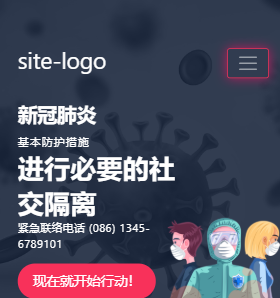 site-logo
新冠肺炎
基本防护措施
进行必要的社
交隔离
紧急联络电话 (086) 1345-
6789101
现在就开始行动!